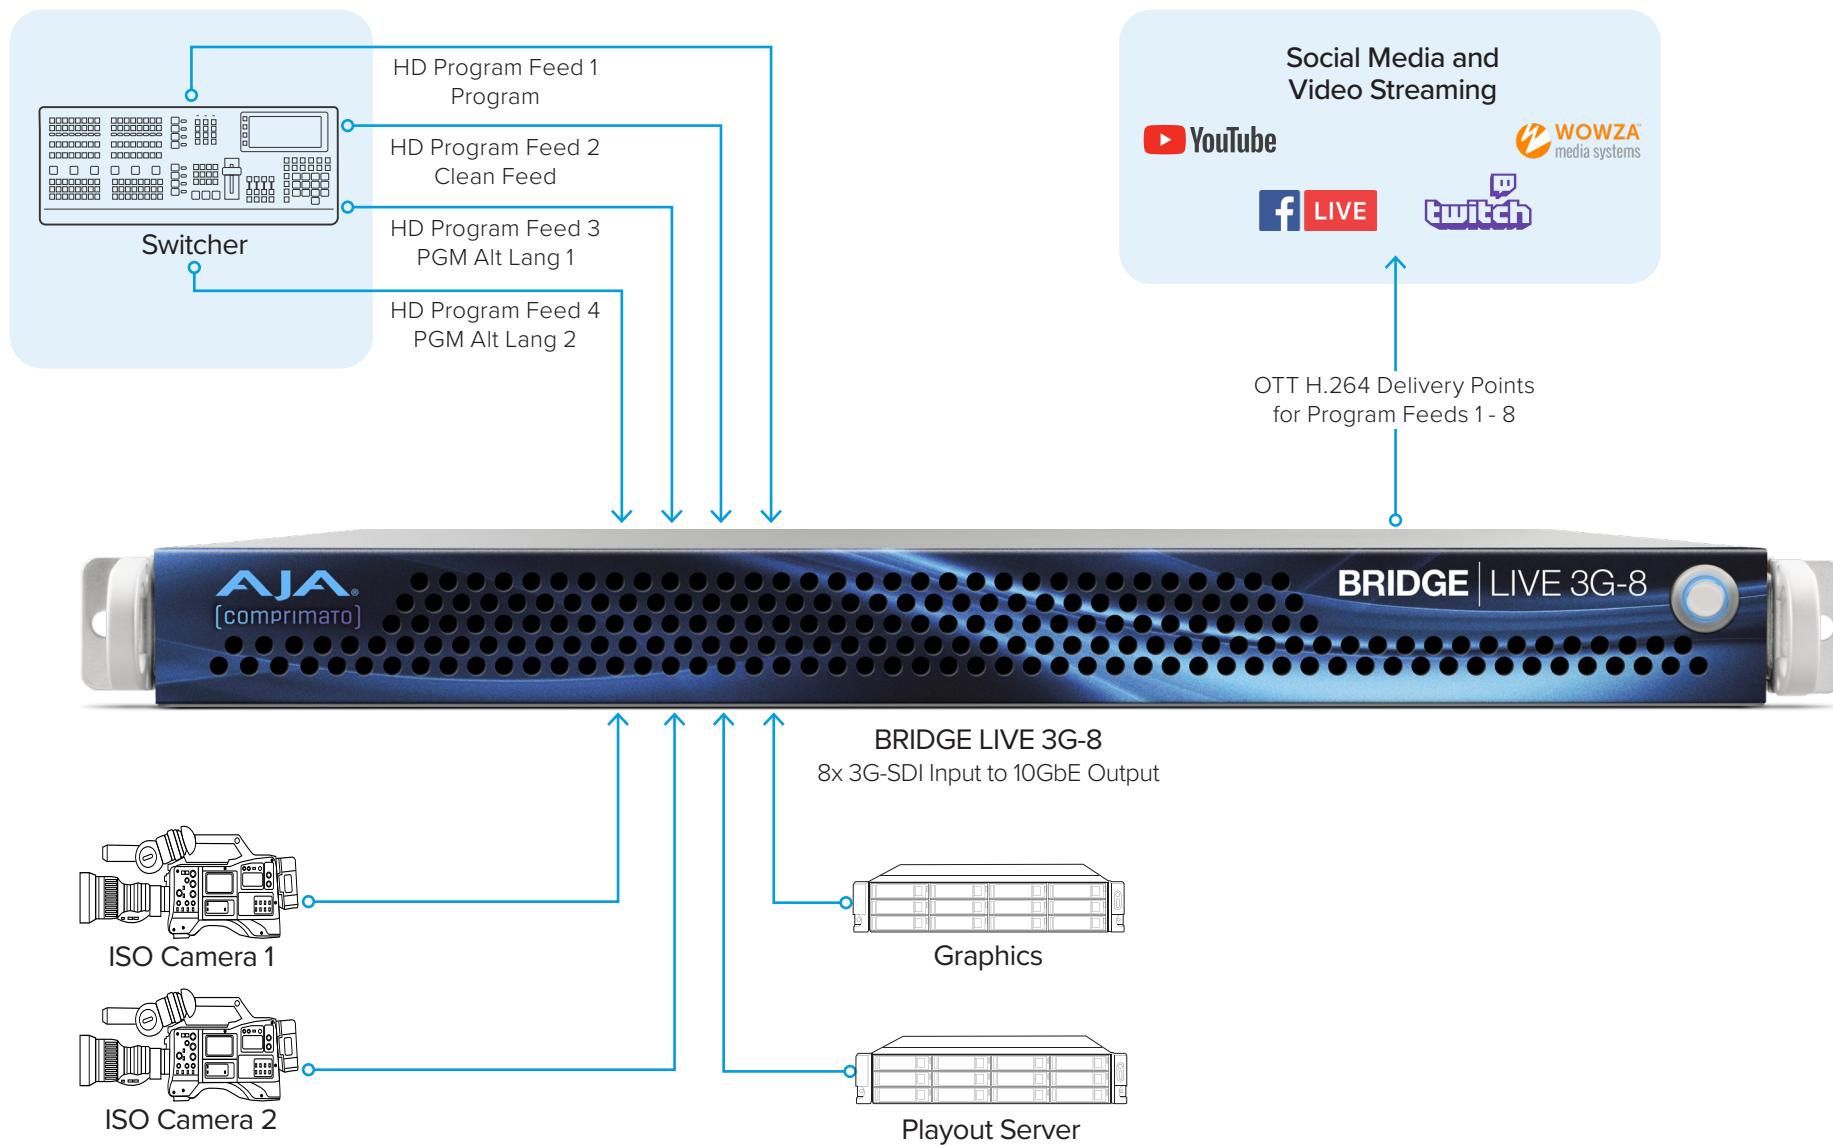 HD Program Feed 1
Program
HD Program Feed 2
Clean Feed
HD Program Feed 3
PGM Alt Lang 1
HD Program Feed 4
PGM Alt Lang 2
Switcher
Social Media and
Video Streaming
YouTube
WOWZA
media systems
f LIVE
twitch
OTT H.264 Delivery Points
for Program Feeds 1 - 8
AJA®
[comprimato]
BRIDGE | LIVE 3G-8
BRIDGE LIVE 3G-8
8x 3G-SDI Input to 10GbE Output
ISO Camera 1
ISO Camera 2
Graphics
Playout Server